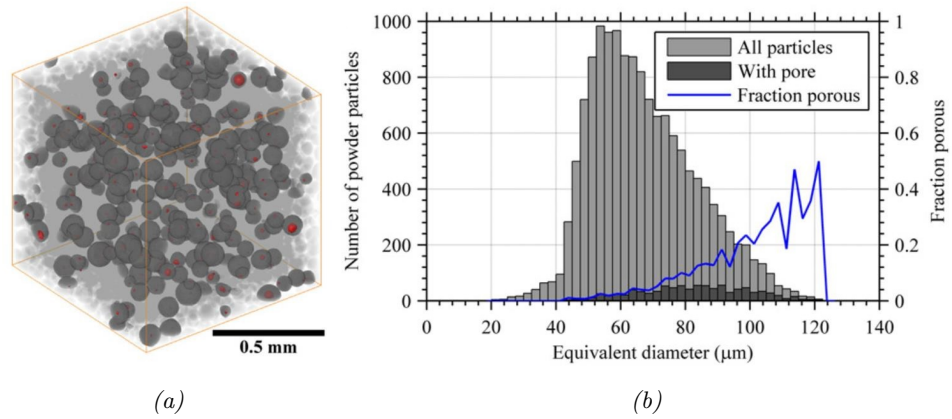 (a)
(b)
0.5 mm
Number of powder particles
1000
800
600
400
200
0
All particles
With pore
Fraction porous
1
0.8
0.6
0.4
0.2
0
Fraction porous
0 20 40 60 80 100 120 140
Equivalent diameter (μm)
(a)
(b)